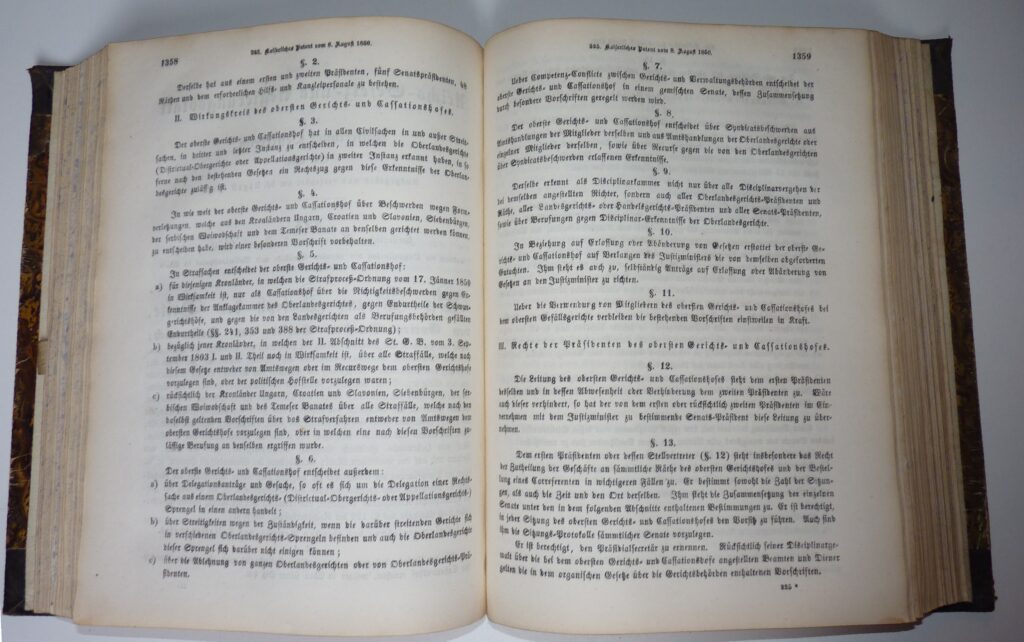 1358
325. Kaiserliches Patent vom 6. August 1850.
§. 2.
Derselbe hat aus einem ersten und zweiten Präsidenten, fünf Senatspräsidenten, 48
Räthen und dem erforderlichen Hilfs- und Kanzleipersonale zu bestehen.
II. Wirkungskreis des obersten Gerichts- und Cassationshofes.
§. 3.
Der oberste Gerichts- und Cassationshof hat in allen Civilsachen in und außer Streit-
sachen, in dritter und letzter Instanz zu entscheiden, in welchen die Oberlandesgerichte
(Districtual-Obergerichte oder Appellationsgerichte) in zweiter Instanz erkannt haben, in so
ferne nach den bestehenden Gesetzen ein Rechtszug gegen diese Erkenntnisse der Oberlan-
desgerichte zulässig ist.
§. 4.
In wie weit der oberste Gerichts- und Cassationshof über Beschwerden wegen Form-
verletzungen, welche aus den Kronländern Ungarn, Croatien und Slavonien, Siebenbürgen,
der serbischen Woiwodschaft und dem Temeser Banate an denselben gerichtet werden können,
zu entscheiden habe, wird einer besonderen Vorschrift vorbehalten.
§. 5.
In Strafsachen entscheidet der oberste Gerichts- und Cassationshof:
a) für diejenigen Kronländer, in welchen die Strafproceß-Ordnung vom 17. Jänner 1850
in Wirksamkeit ist, nur als Cassationshof über die Nichtigkeitsbeschwerden gegen Er-
kenntnisse der Anklagekammer des Oberlandesgerichtes, gegen Endurtheile der Schwur-
gerichtshöfe, und gegen die von den Landesgerichten als Berufungsbehörden gefällten
Endurtheile (§§. 241, 353 und 388 der Strafproceß-Ordnung);
b) bezüglich jener Kronländer, in welchen der II. Abschnitt des St. G. B. vom 3. Sep-
tember 1803 I. und II. Theil noch in Wirksamkeit ist, über alle Straffälle, welche nach
diesem Gesetze entweder von Amtswegen oder im Recurswege dem obersten Gerichtshofe
vorzulegen sind, oder der politischen Hofstelle vorzulegen waren;
c) rücksichtlich der Kronländer Ungarn, Croatien und Slavonien, Siebenbürgen, der ser-
bischen Woiwodschaft und des Temeser Banates über alle Straffälle, welche nach den
daselbst geltenden Vorschriften über das Strafverfahren entweder von Amtswegen dem
obersten Gerichtshofe vorzulegen sind, oder in welchen eine nach diesen Vorschriften zu-
lässige Berufung an denselben ergriffen wurde.
§. 6.
Der oberste Gerichts- und Cassationshof entscheidet außerdem:
a) über Delegationsanträge und Gesuche, so oft es sich um die Delegation einer Rechts-
sache aus einem Oberlandesgerichts- (Districtual-Obergerichts- oder Appellationsgerichts-)
Sprengel in einen andern handelt;
b) über Streitigkeiten wegen der Zuständigkeit, wenn die darüber streitenden Gerichte sich
in verschiedenen Oberlandesgerichts-Sprengeln befinden und auch die Oberlandesgerichte
dieser Sprengel sich darüber nicht einigen können;
c) über die Ablehnung von ganzen Oberlandesgerichten oder von Oberlandesgerichts-Prä-
sidenten.
325. Kaiserliches Patent vom 6. August 1850.
1359
§. 7.
Ueber Competenz-Conflicte zwischen Gerichts- und Verwaltungsbehörden entscheidet der
oberste Gerichts- und Cassationshof in einem gemischten Senate, dessen Zusammensetzung
durch besondere Vorschriften geregelt werden wird.
§. 8.
Der oberste Gerichts- und Cassationshof entscheidet über Syndicatsbeschwerden aus
Amtshandlungen der Mitglieder derselben und aus Amtshandlungen der Oberlandesgerichte oder
einzelner Mitglieder derselben, sowie über Recurse gegen die von den Oberlandesgerichten
über Syndicatsbeschwerden erlassenen Erkenntnisse.
§. 9.
Derselbe erkennt als Disciplinarkammer nicht nur über alle Disciplinarvergehen der
bei demselben angestellten Richter, sondern auch aller Oberlandesgerichts-Präsidenten und
Räthe, aller Landesgerichts- oder Handelsgerichts-Präsidenten und aller Senats-Präsidenten,
sowie über Berufungen gegen Disciplinar-Erkenntnisse der Oberlandesgerichte.
§. 10.
In Beziehung auf Erlassung oder Abänderung von Gesetzen erstattet der oberste Ge-
richts- und Cassationshof auf Verlangen des Justizministers die von demselben abgeforderten
Gutachten. Ihm steht es auch zu, selbständig Anträge auf Erlassung oder Abänderung von
Gesetzen an den Justizminister zu richten.
§. 11.
Ueber die Verwendung von Mitgliedern des obersten Gerichts- und Cassationshofes bei
dem obersten Gefällsgerichte verbleiben die bestehenden Vorschriften einstweilen in Kraft.
III. Rechte der Präsidenten des obersten Gerichts- und Cassationshofes.
§. 12.
Die Leitung des obersten Gerichts- und Cassationshofes steht dem ersten Präsidenten
desselben und in dessen Abwesenheit oder Verhinderung dem zweiten Präsidenten zu. Wäre
auch dieser verhindert, so hat der von dem ersten oder rücksichtlich zweiten Präsidenten im Ein-
vernehmen mit dem Justizminister zu bestimmende Senats-Präsident diese Leitung zu über-
nehmen.
§. 13.
Dem ersten Präsidenten oder dessen Stellvertreter (§. 12) steht insbesondere das Recht
der Zutheilung der Geschäfte an sämmtliche Räthe des obersten Gerichtshofes und der Bestel-
lung eines Correferenten in wichtigeren Fällen zu. Er bestimmt sowohl die Zahl der Sitzun-
gen, als auch die Zeit und den Ort derselben. Ihm steht die Zusammensetzung der einzelnen
Senate unter den in dem folgenden Abschnitte enthaltenen Bestimmungen zu. Er ist berechtigt,
in jeder Sitzung des obersten Gerichts- und Cassationshofes den Vorsitz zu führen. Auch sind
ihm die Sitzungs-Protokolle sämmtlicher Senate vorzulegen.
Er ist berechtigt, den Präsidialsecretär zu ernennen. Rücksichtlich seiner Disciplinarge-
walt über die bei dem obersten Gerichts- und Cassationshofe angestellten Beamten und Diener
gelten die in dem organischen Gesetze über die Gerichtsbehörden enthaltenen Vorschriften.
225 *